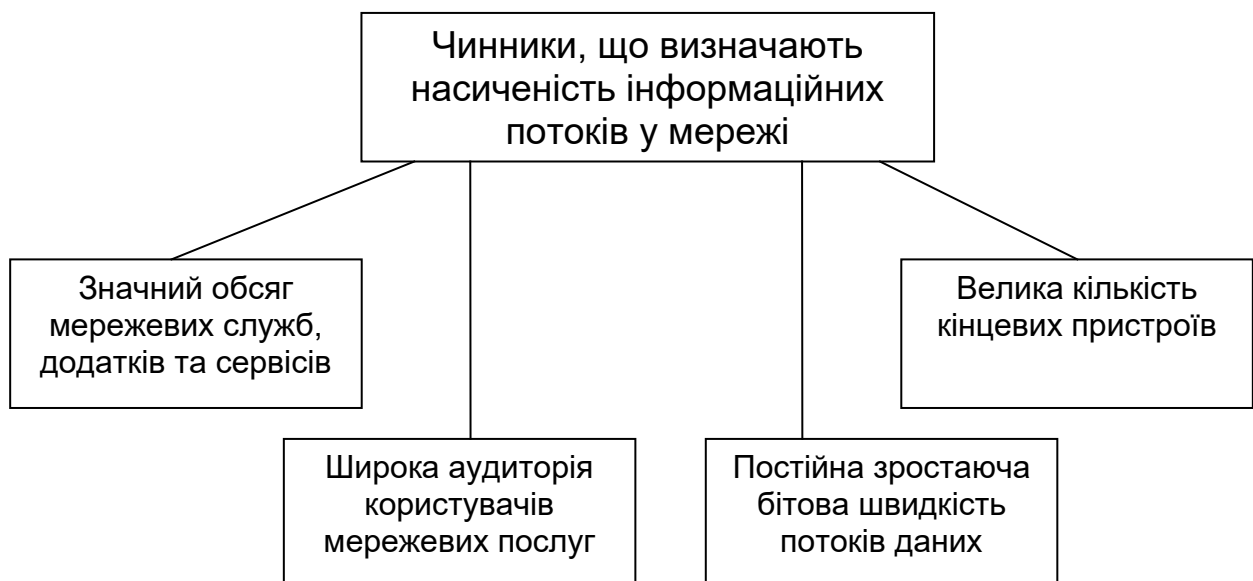 Чинники, що визначають
насиченість інформаційних
потоків у мережі
Значний обсяг
мережевих служб,
додатків та сервісів
Велика кількість
кінцевих пристроїв
Широка аудиторія
користувачів
мережевих послуг
Постійна зростаюча
бітова швидкість
потоків даних